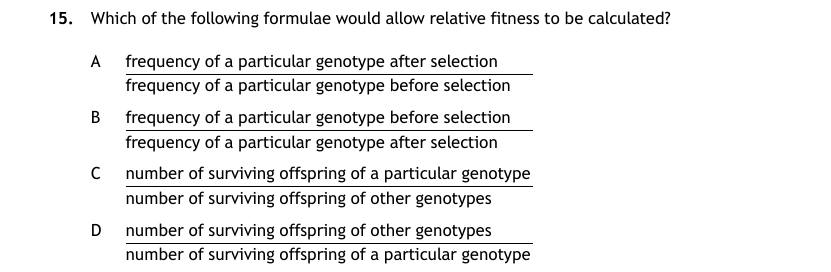 15. Which of the following formulae would allow relative fitness to be calculated?
A frequency of a particular genotype after selection
frequency of a particular genotype before selection
B frequency of a particular genotype before selection
frequency of a particular genotype after selection
C number of surviving offspring of a particular genotype
number of surviving offspring of other genotypes
D number of surviving offspring of other genotypes
number of surviving offspring of a particular genotype